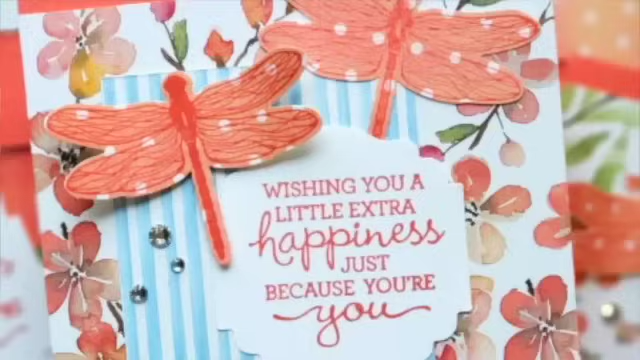 WISHING YOU A
LITTLE EXTRA
happiness
JUST
BECAUSE YOU'RE
you